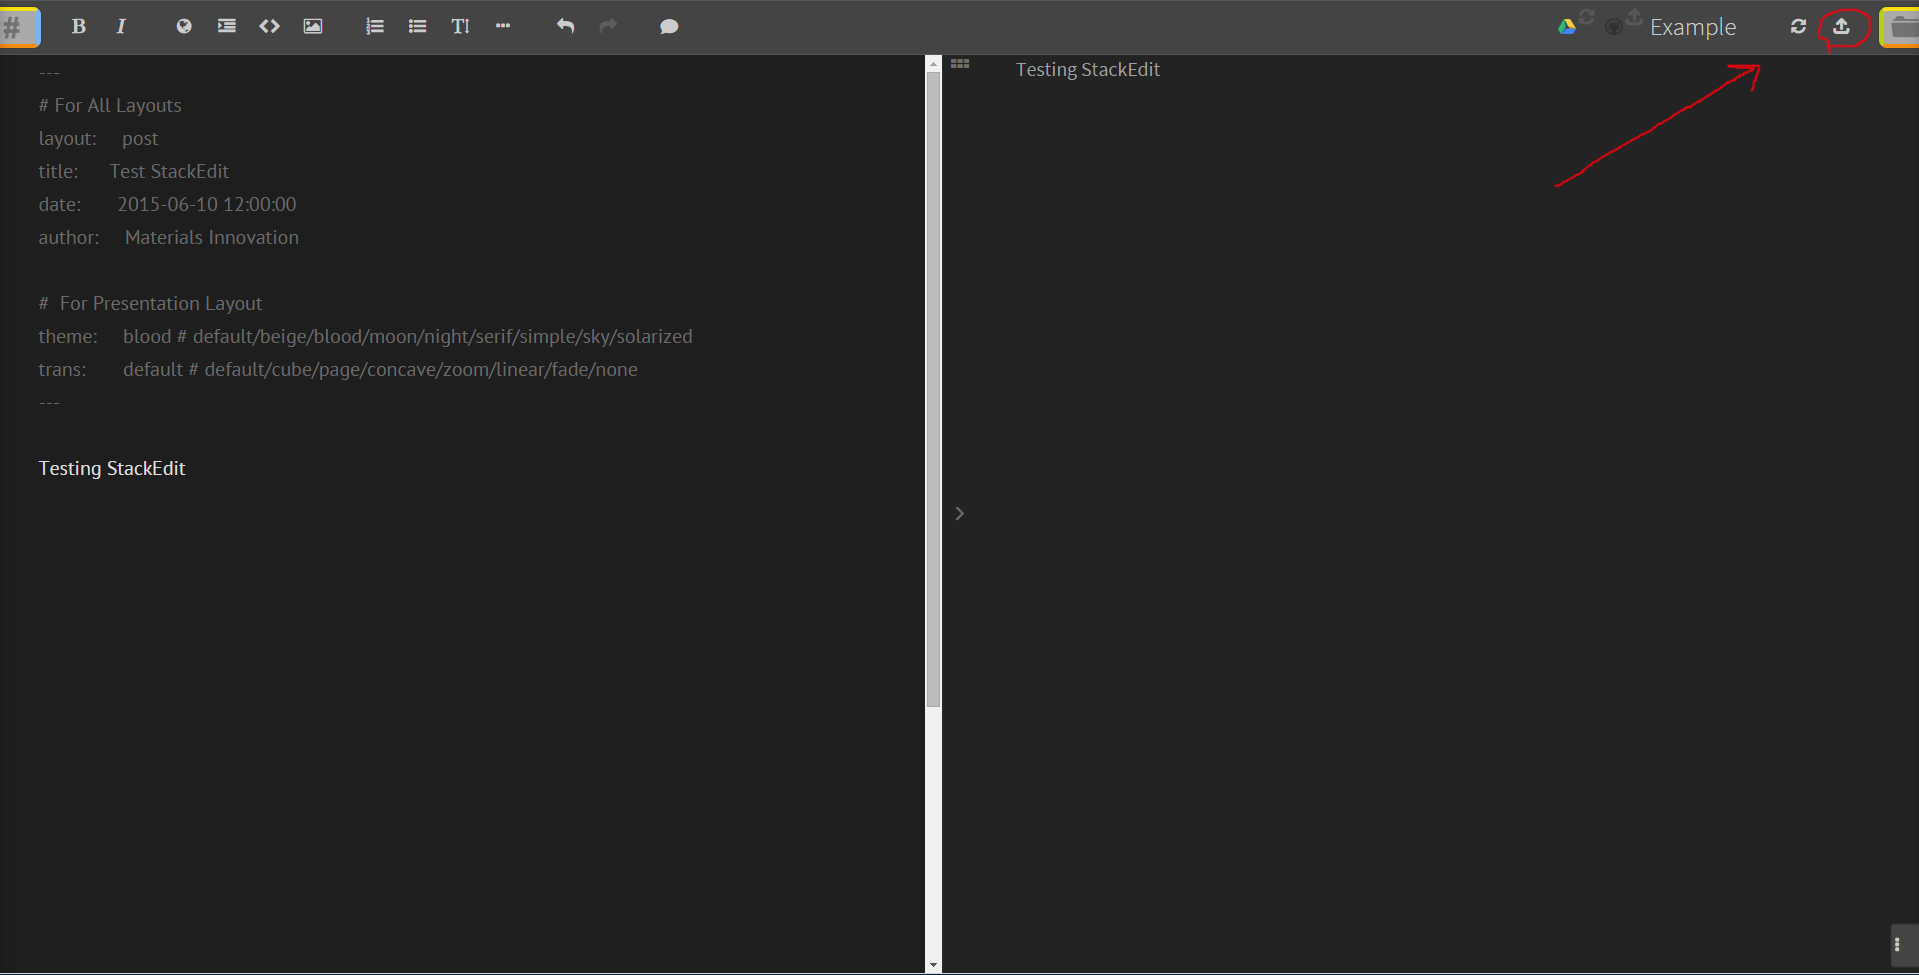 Example
---
# For All Layouts
layout: post
title: Test StackEdit
date: 2015-06-10 12:00:00
author: Materials Innovation
# For Presentation Layout
theme: blood # default/beige/blood/moon/night/serif/simple/sky/solarized
trans: default # default/cube/page/concave/zoom/linear/fade/none
---
Testing StackEdit
Testing StackEdit